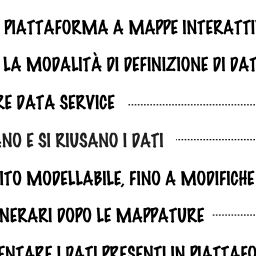 PIATTAFORMA A MAPPE INTERATTI
LA MODALITÀ DI DEFINIZIONE DI DAT
RE DATA SERVICE
NO E SI RIUSANO I DATI
ITO MODELLABILE, FINO A MODIFICHE
NERARI DOPO LE MAPPATURE
ENTARE I DATI PRESENTI IN PIATTAFO